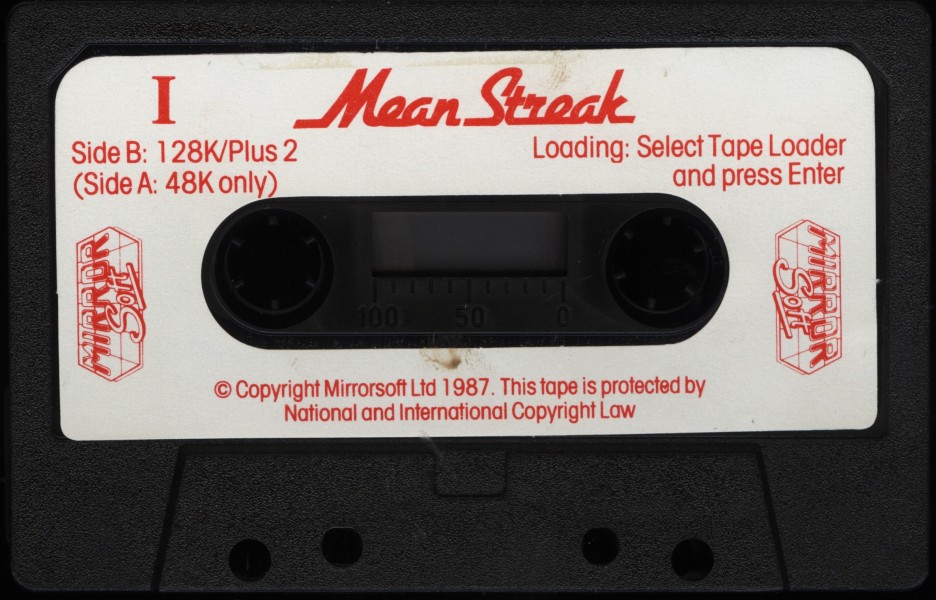 I
Mean Streak
Side B: 128K/Plus 2
(Side A: 48K only)
Loading: Select Tape Loader
and press Enter
MIRROR
Soft
MIRROR
Soft
100 50 0
© Copyright Mirrorsoft Ltd 1987. This tape is protected by
National and International Copyright Law